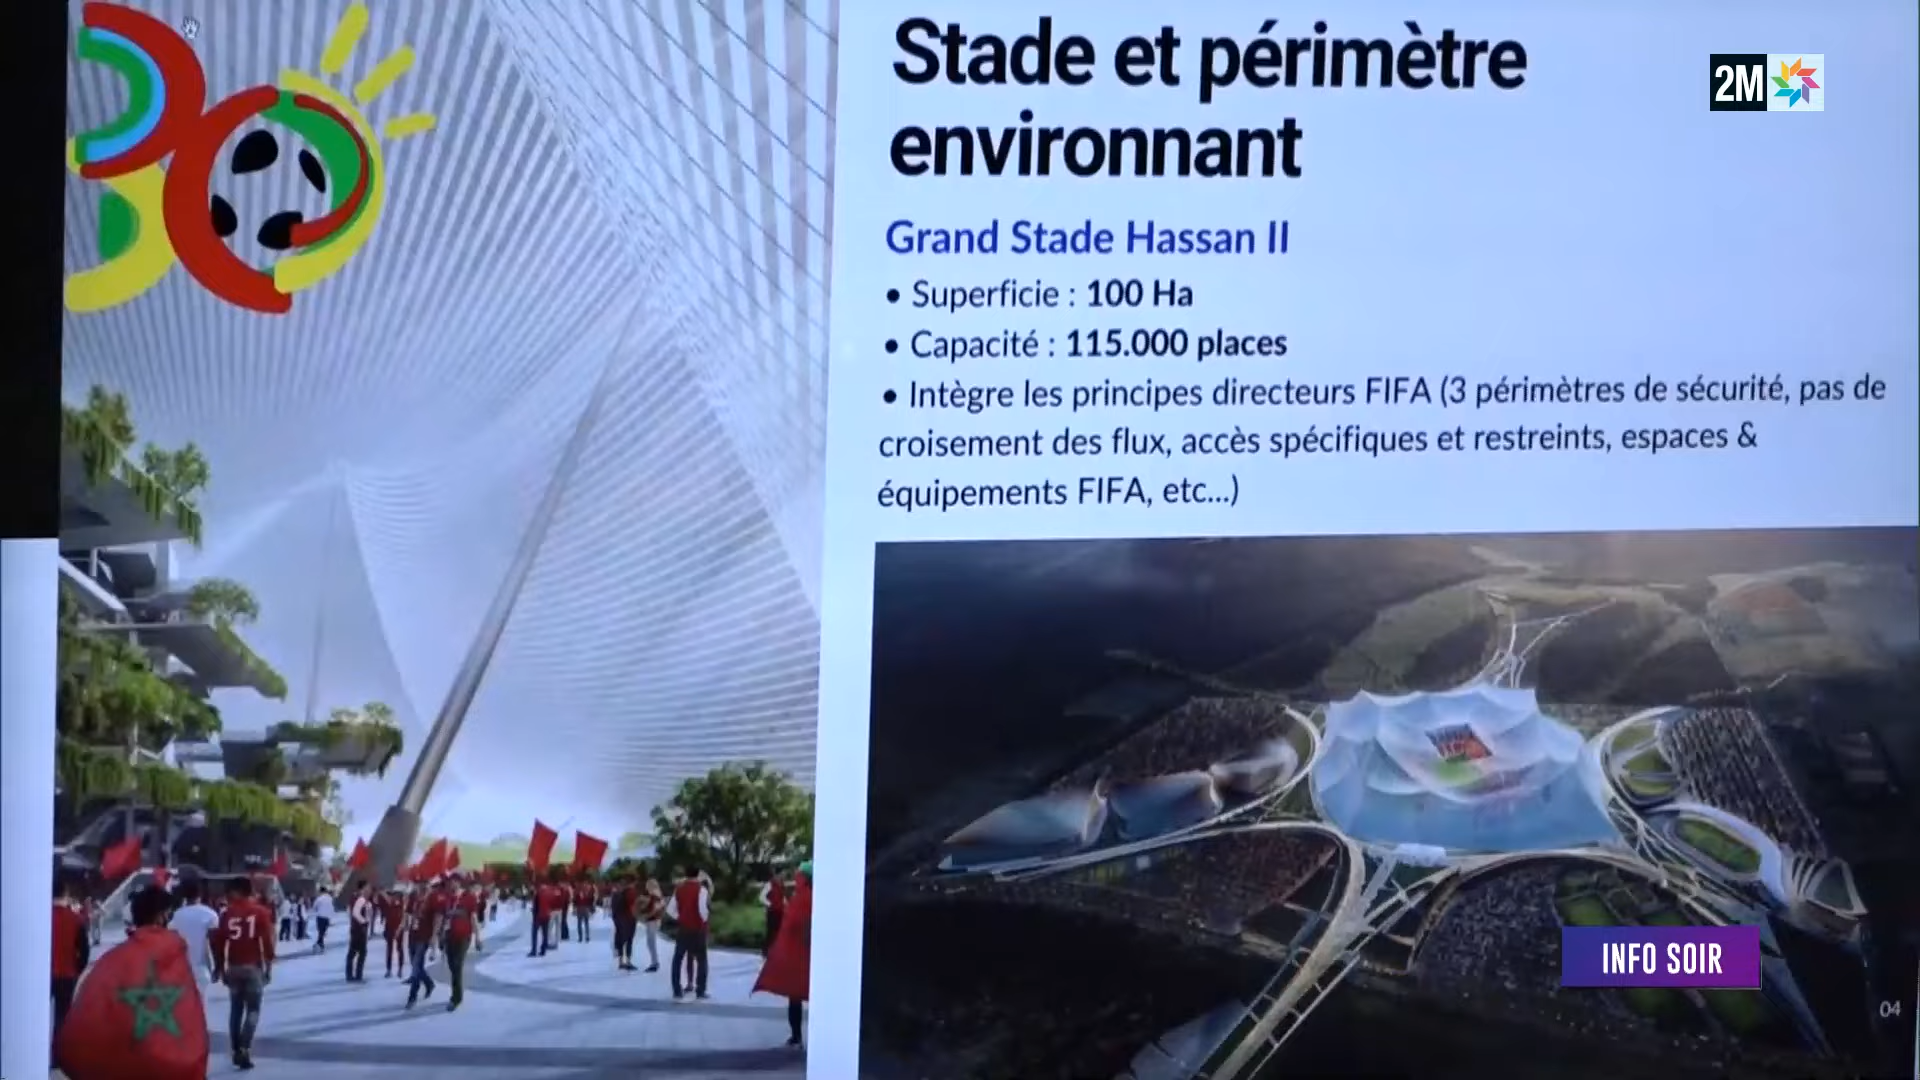 Stade et périmètre
environnant
2M
Grand Stade Hassan II
• Superficie : 100 Ha
• Capacité : 115.000 places
• Intègre les principes directeurs FIFA (3 périmètres de sécurité, pas de
croisement des flux, accès spécifiques et restreints, espaces &
équipements FIFA, etc...)
30
51
INFO SOIR
04